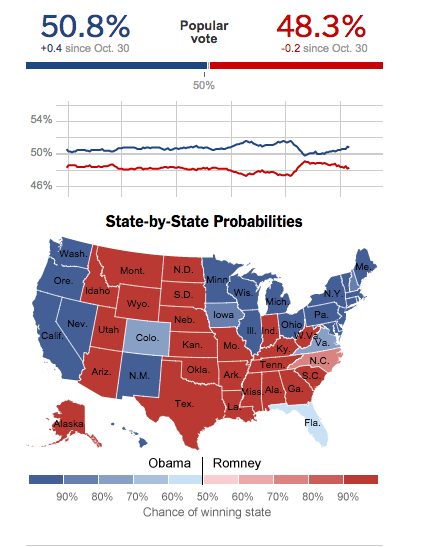 50.8% Popular vote 48.3%
+0.4 since Oct. 30 -0.2 since Oct. 30
50%
54%
50%
46%
State-by-State Probabilities
Wash.
Ore.
Calif.
Nev.
Idaho
Mont.
Wyo.
Utah
Ariz.
Colo.
N.M.
N.D.
S.D.
Neb.
Kan.
Okla.
Tex.
Minn
Iowa
Mo.
Ark.
La.
Wis.
Ill.
Mich
Ind.
Ohio
Ky.
Tenn.
Miss.
Ala.
Ga.
Fla.
S.C.
N.C.
Va.
W.Va.
Pa.
N.Y.
Me.
Alaska
Obama Romney
90% 80% 70% 60% 50% 60% 70% 80% 90%
Chance of winning state